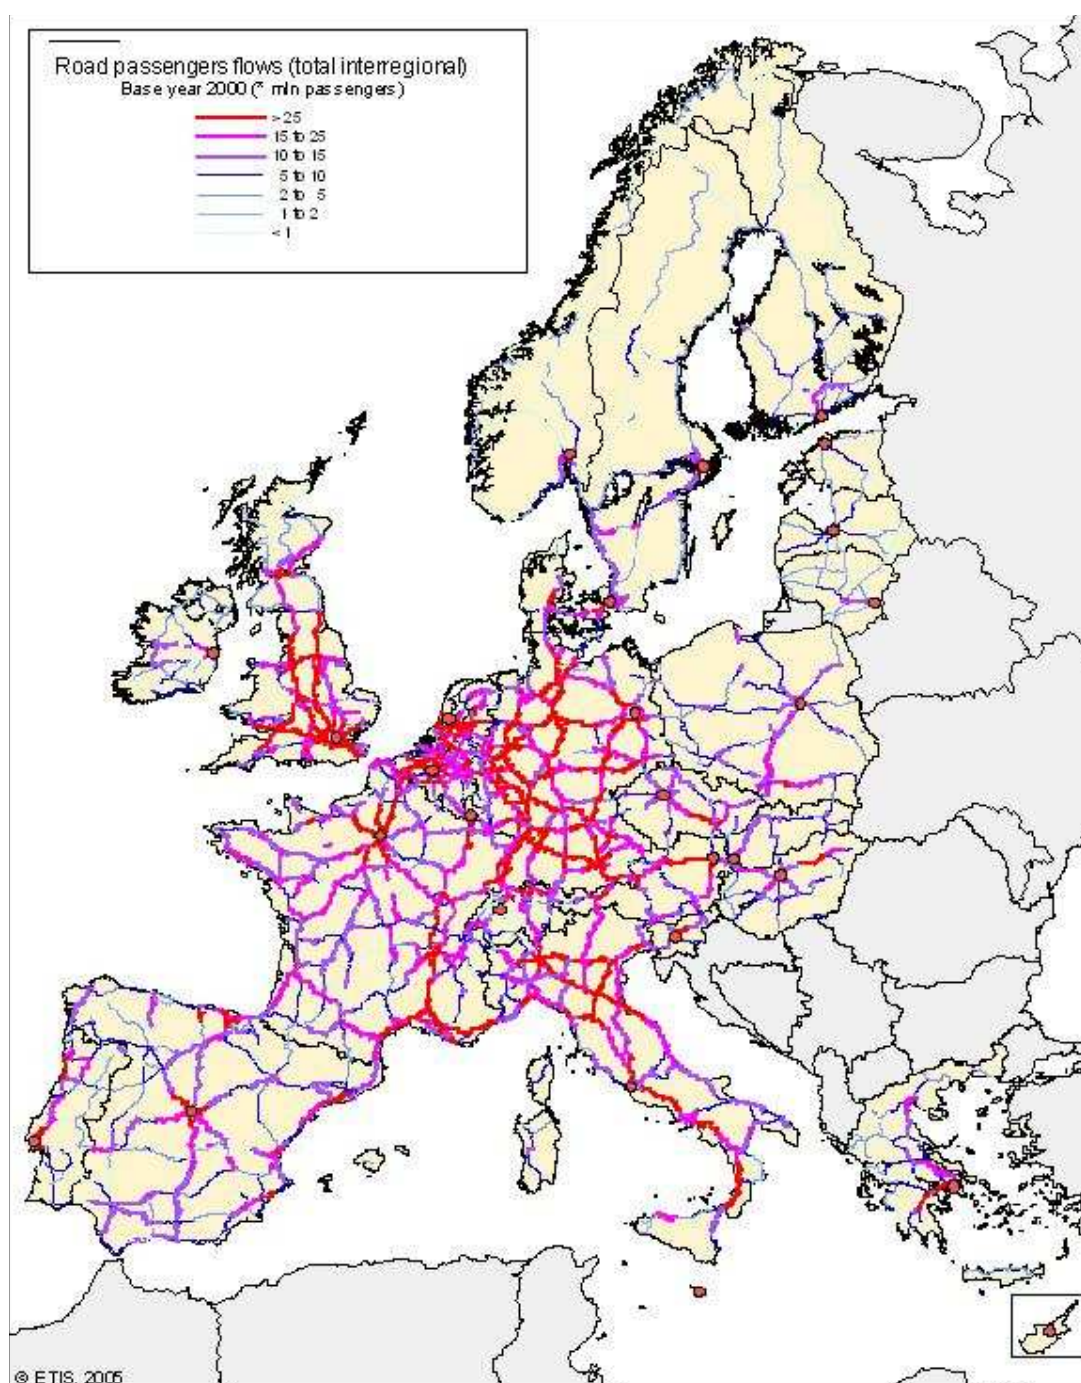 Road passengers flows (total interregional)
Base year 2000 (* mln passengers)
> 25
15 to 25
10 to 15
5 to 10
2 to 5
1 to 2
< 1
© ETIS, 2005